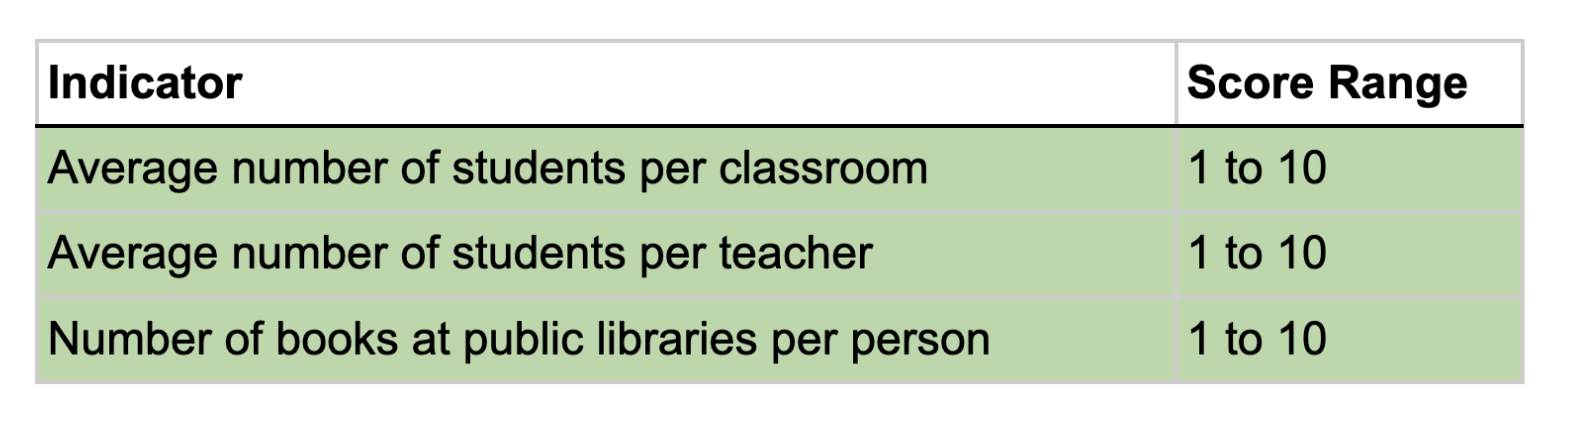 Indicator Score Range
Average number of students per classroom 1 to 10
Average number of students per teacher 1 to 10
Number of books at public libraries per person 1 to 10